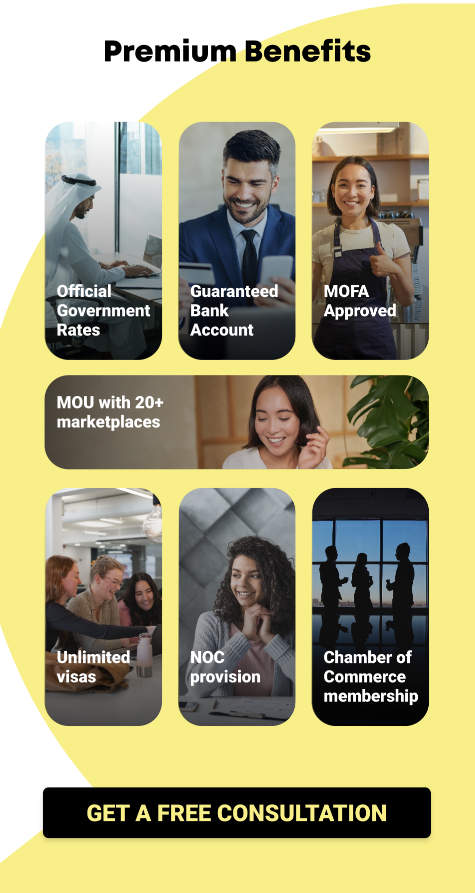 Premium Benefits
Official
Government
Rates
Guaranteed
Bank
Account
MOFA
Approved
MOU with 20+
marketplaces
Unlimited
visas
NOC
provision
Chamber of
Commerce
membership
GET A FREE CONSULTATION